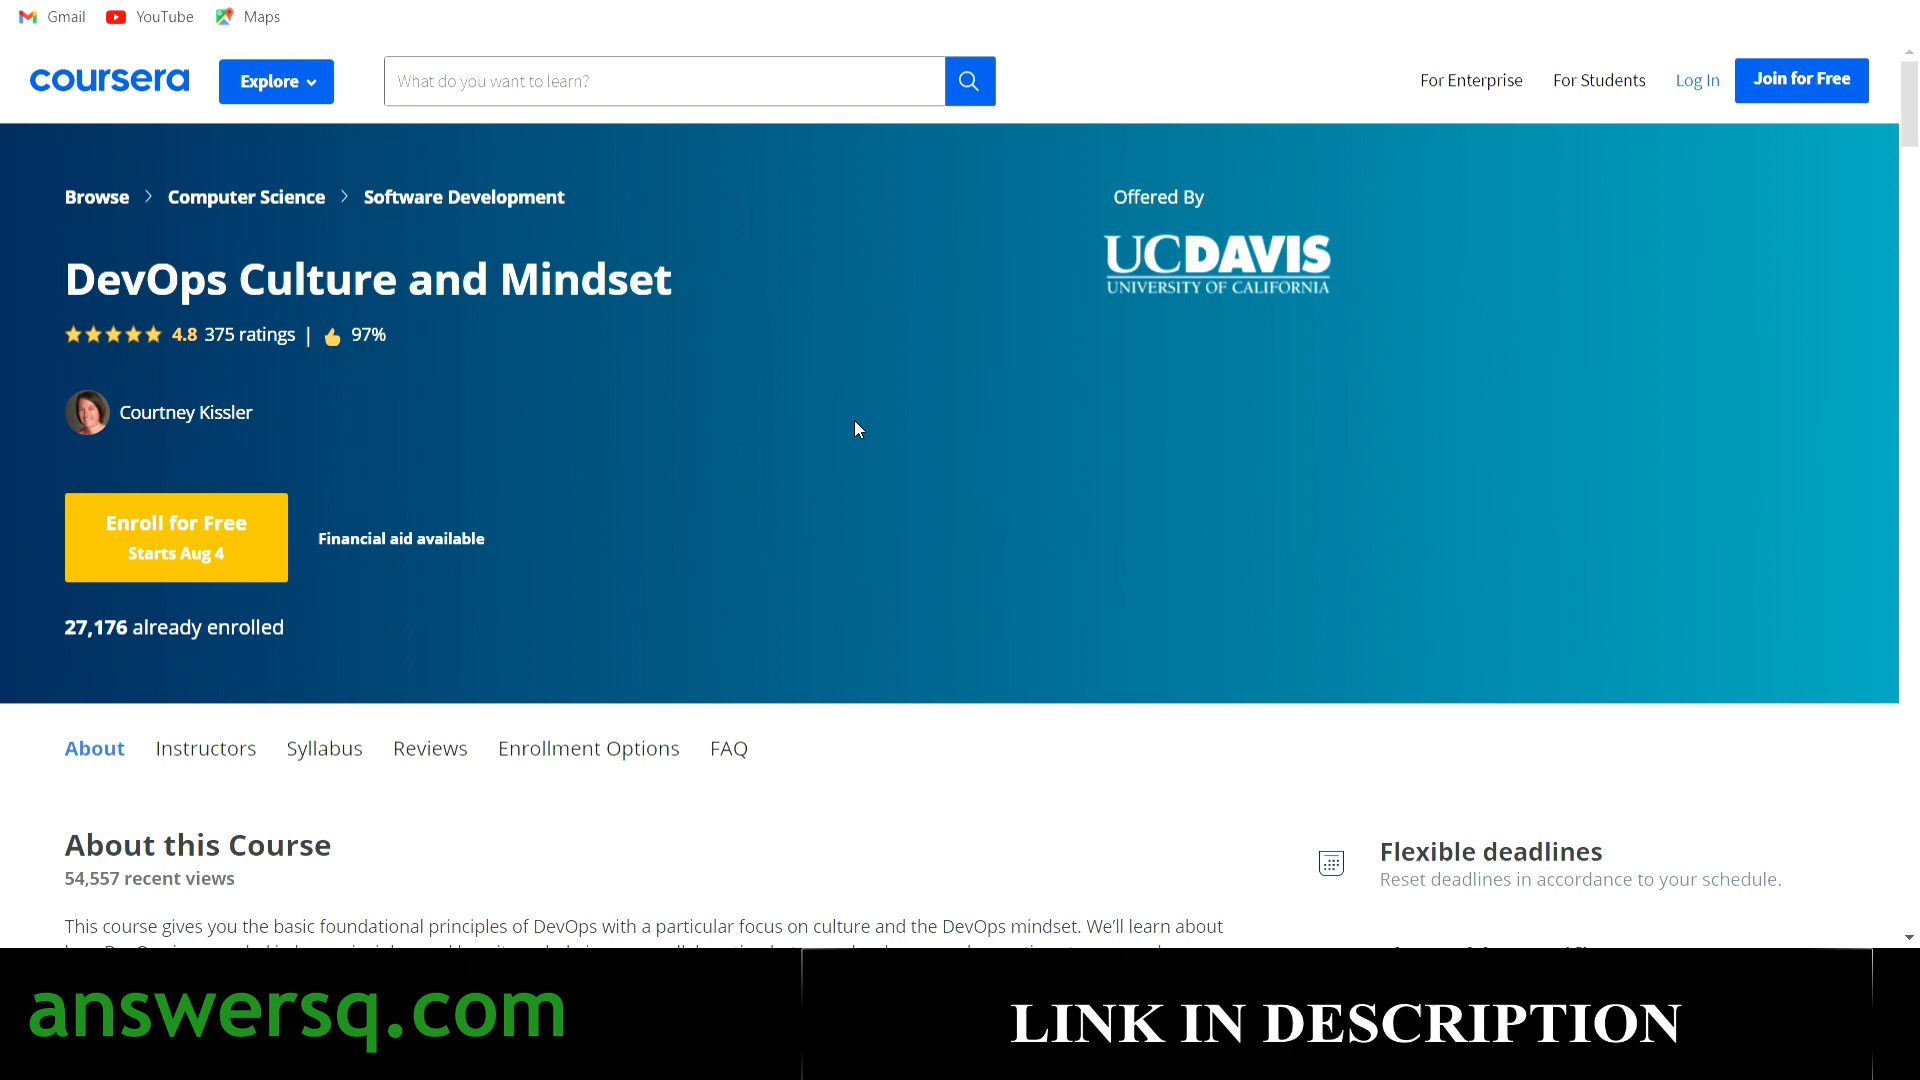 Gmail YouTube Maps
coursera Explore What do you want to learn? For Enterprise For Students Log In Join for Free
Browse > Computer Science > Software Development
Offered By
UCDAVIS
UNIVERSITY OF CALIFORNIA
DevOps Culture and Mindset
4.8 375 ratings | 97%
Courtney Kissler
Enroll for Free
Starts Aug 4
Financial aid available
27,176 already enrolled
About Instructors Syllabus Reviews Enrollment Options FAQ
About this Course
54,557 recent views
Flexible deadlines
Reset deadlines in accordance to your schedule.
This course gives you the basic foundational principles of DevOps with a particular focus on culture and the DevOps mindset. We’ll learn about
answersq.com
LINK IN DESCRIPTION